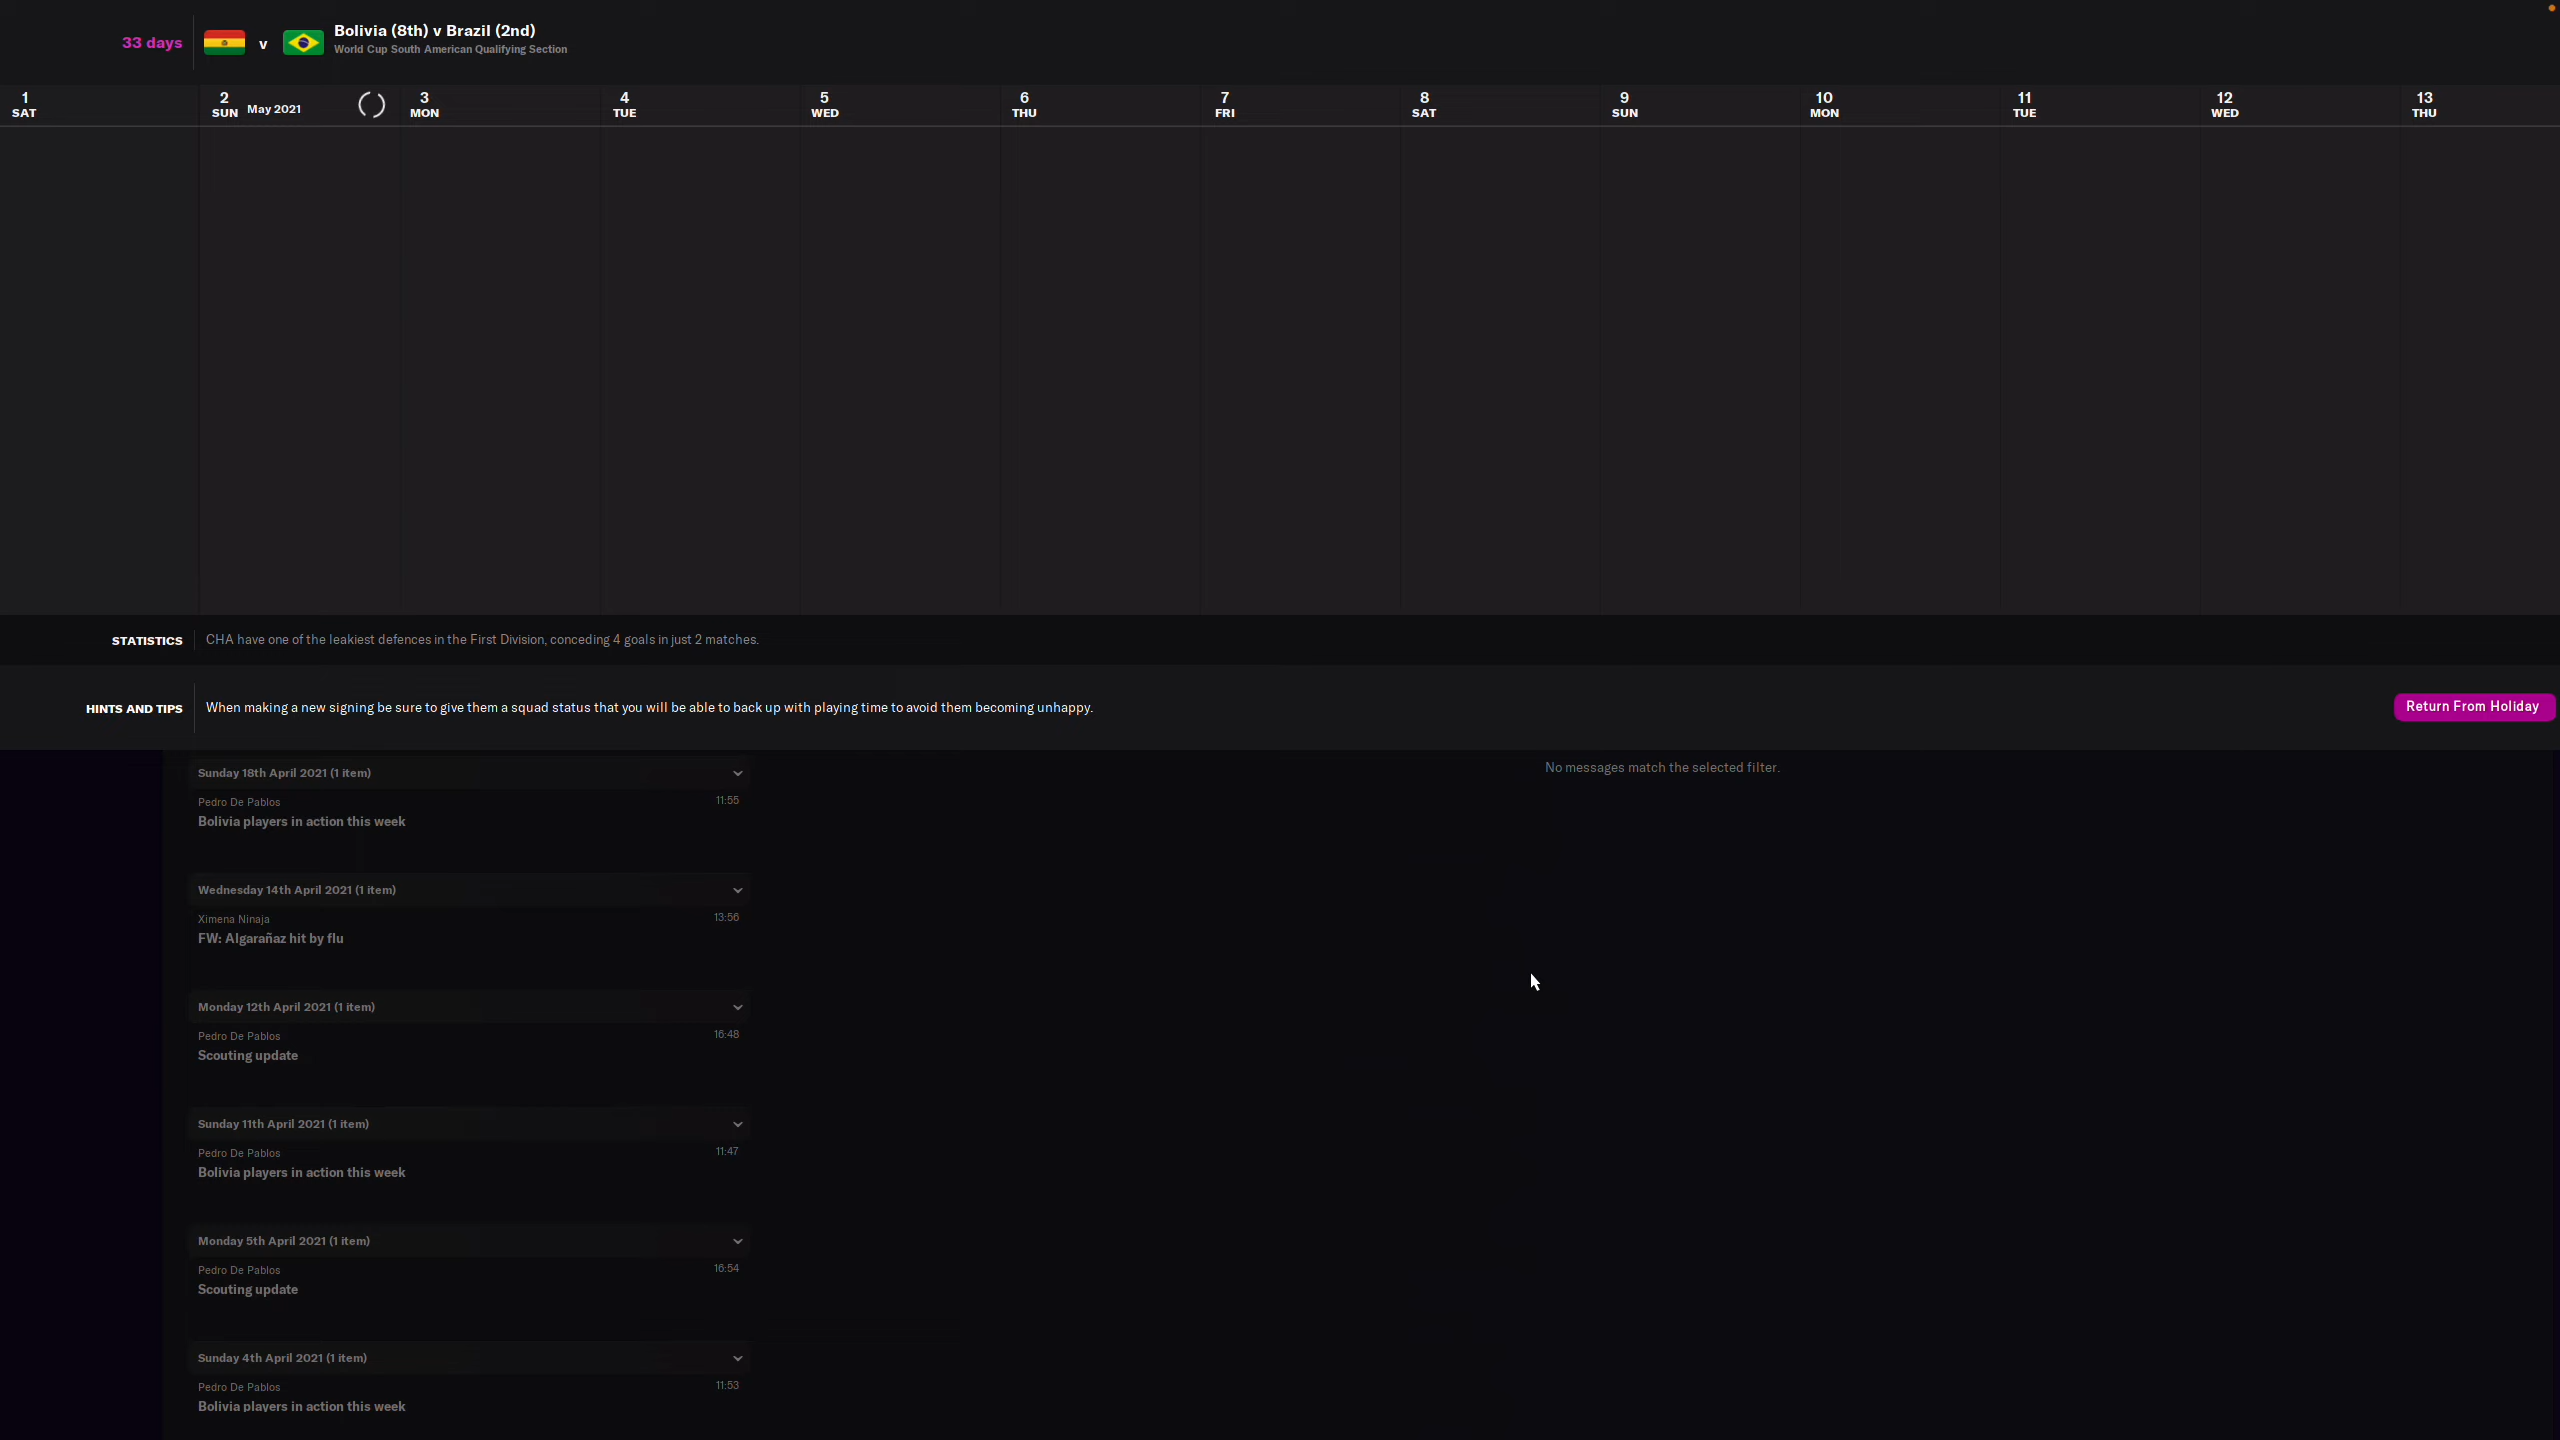 33 days
v
Bolivia (8th) v Brazil (2nd)
World Cup South American Qualifying Section
1
SAT
2
SUN
May 2021
3
MON
4
TUE
5
WED
6
THU
7
FRI
8
SAT
9
SUN
10
MON
11
TUE
12
WED
13
THU
STATISTICS
CHA have one of the leakiest defences in the First Division, conceding 4 goals in just 2 matches.
HINTS AND TIPS
When making a new signing be sure to give them a squad status that you will be able to back up with playing time to avoid them becoming unhappy.
Return From Holiday
Sunday 18th April 2021 (1 item)
Pedro De Pablos
11:55
Bolivia players in action this week
Wednesday 14th April 2021 (1 item)
Ximena Ninaja
13:56
FW: Algarañaz hit by flu
Monday 12th April 2021 (1 item)
Pedro De Pablos
16:48
Scouting update
Sunday 11th April 2021 (1 item)
Pedro De Pablos
11:47
Bolivia players in action this week
Monday 5th April 2021 (1 item)
Pedro De Pablos
16:54
Scouting update
Sunday 4th April 2021 (1 item)
Pedro De Pablos
11:53
Bolivia players in action this week
No messages match the selected filter.